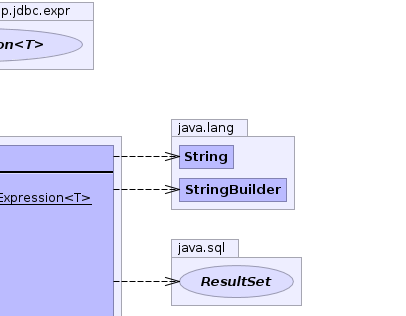 p.jdbc.expr
on<T>
java.lang
String
Expression<T>
StringBuilder
java.sql
ResultSet